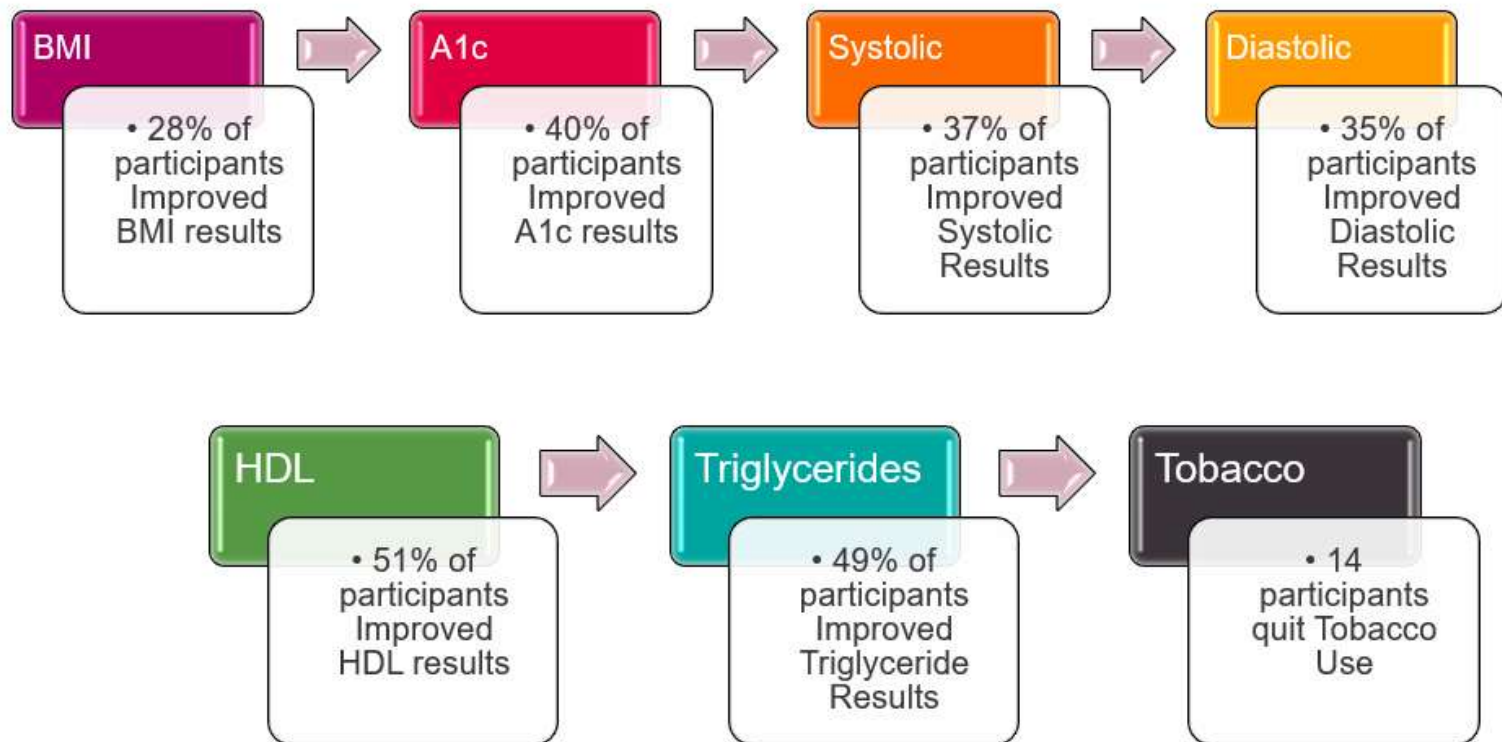 BMI
• 28% of
participants
Improved
BMI results
A1c
• 40% of
participants
Improved
A1c results
Systolic
• 37% of
participants
Improved
Systolic
Results
Diastolic
• 35% of
participants
Improved
Diastolic
Results
HDL
• 51% of
participants
Improved
HDL results
Triglycerides
• 49% of
participants
Improved
Triglyceride
Results
Tobacco
• 14
participants
quit Tobacco
Use